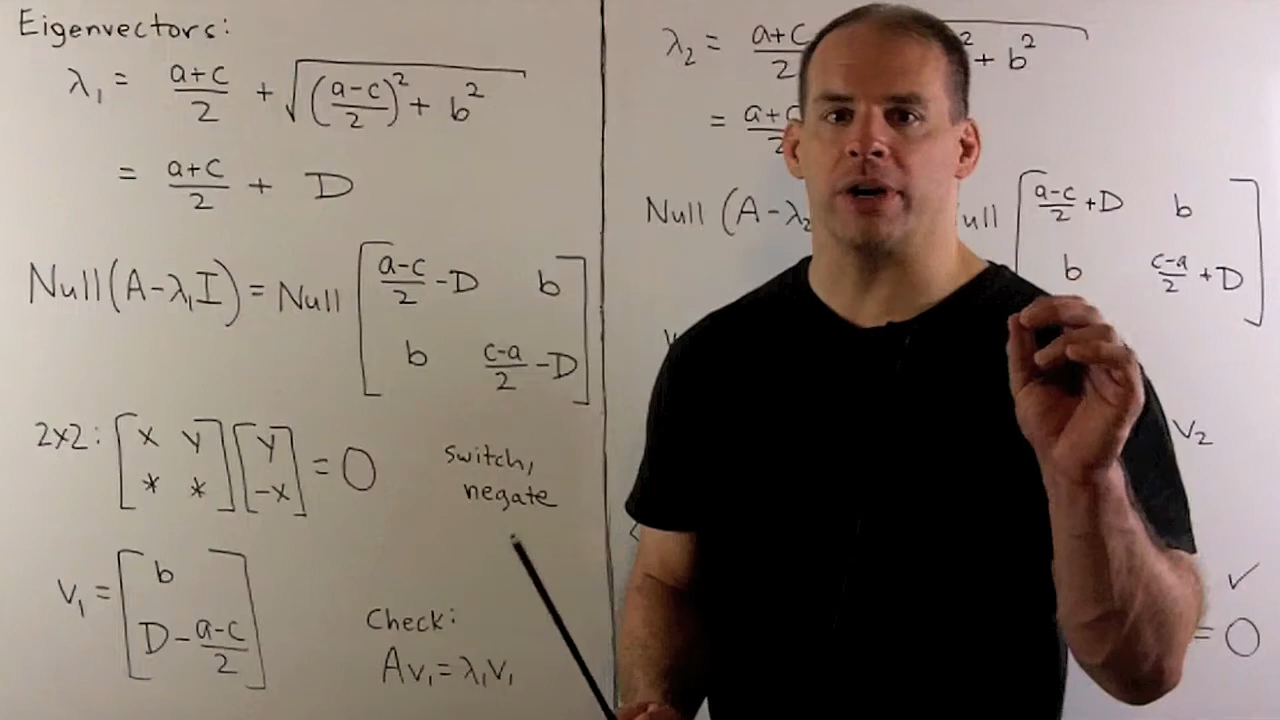 Eigenvectors:
λ₁ = a+c/2 + √((a-c/2)² + b²)
= a+c/2 + D
Null(A-λ₁I) = Null [a-c/2 -D b
b c-a/2 -D]
2x2: [x y [y
* *] -x] = 0
switch,
negate
v₁ = [b
D - a-c/2]
Check:
Av₁ = λ₁v₁
λ₂ = a+c/2 ² + b²
= a+c/2
Null (A-λ₂ ull [a-c/2 +D b
b c-a/2 +D]
v₂
✓
= 0